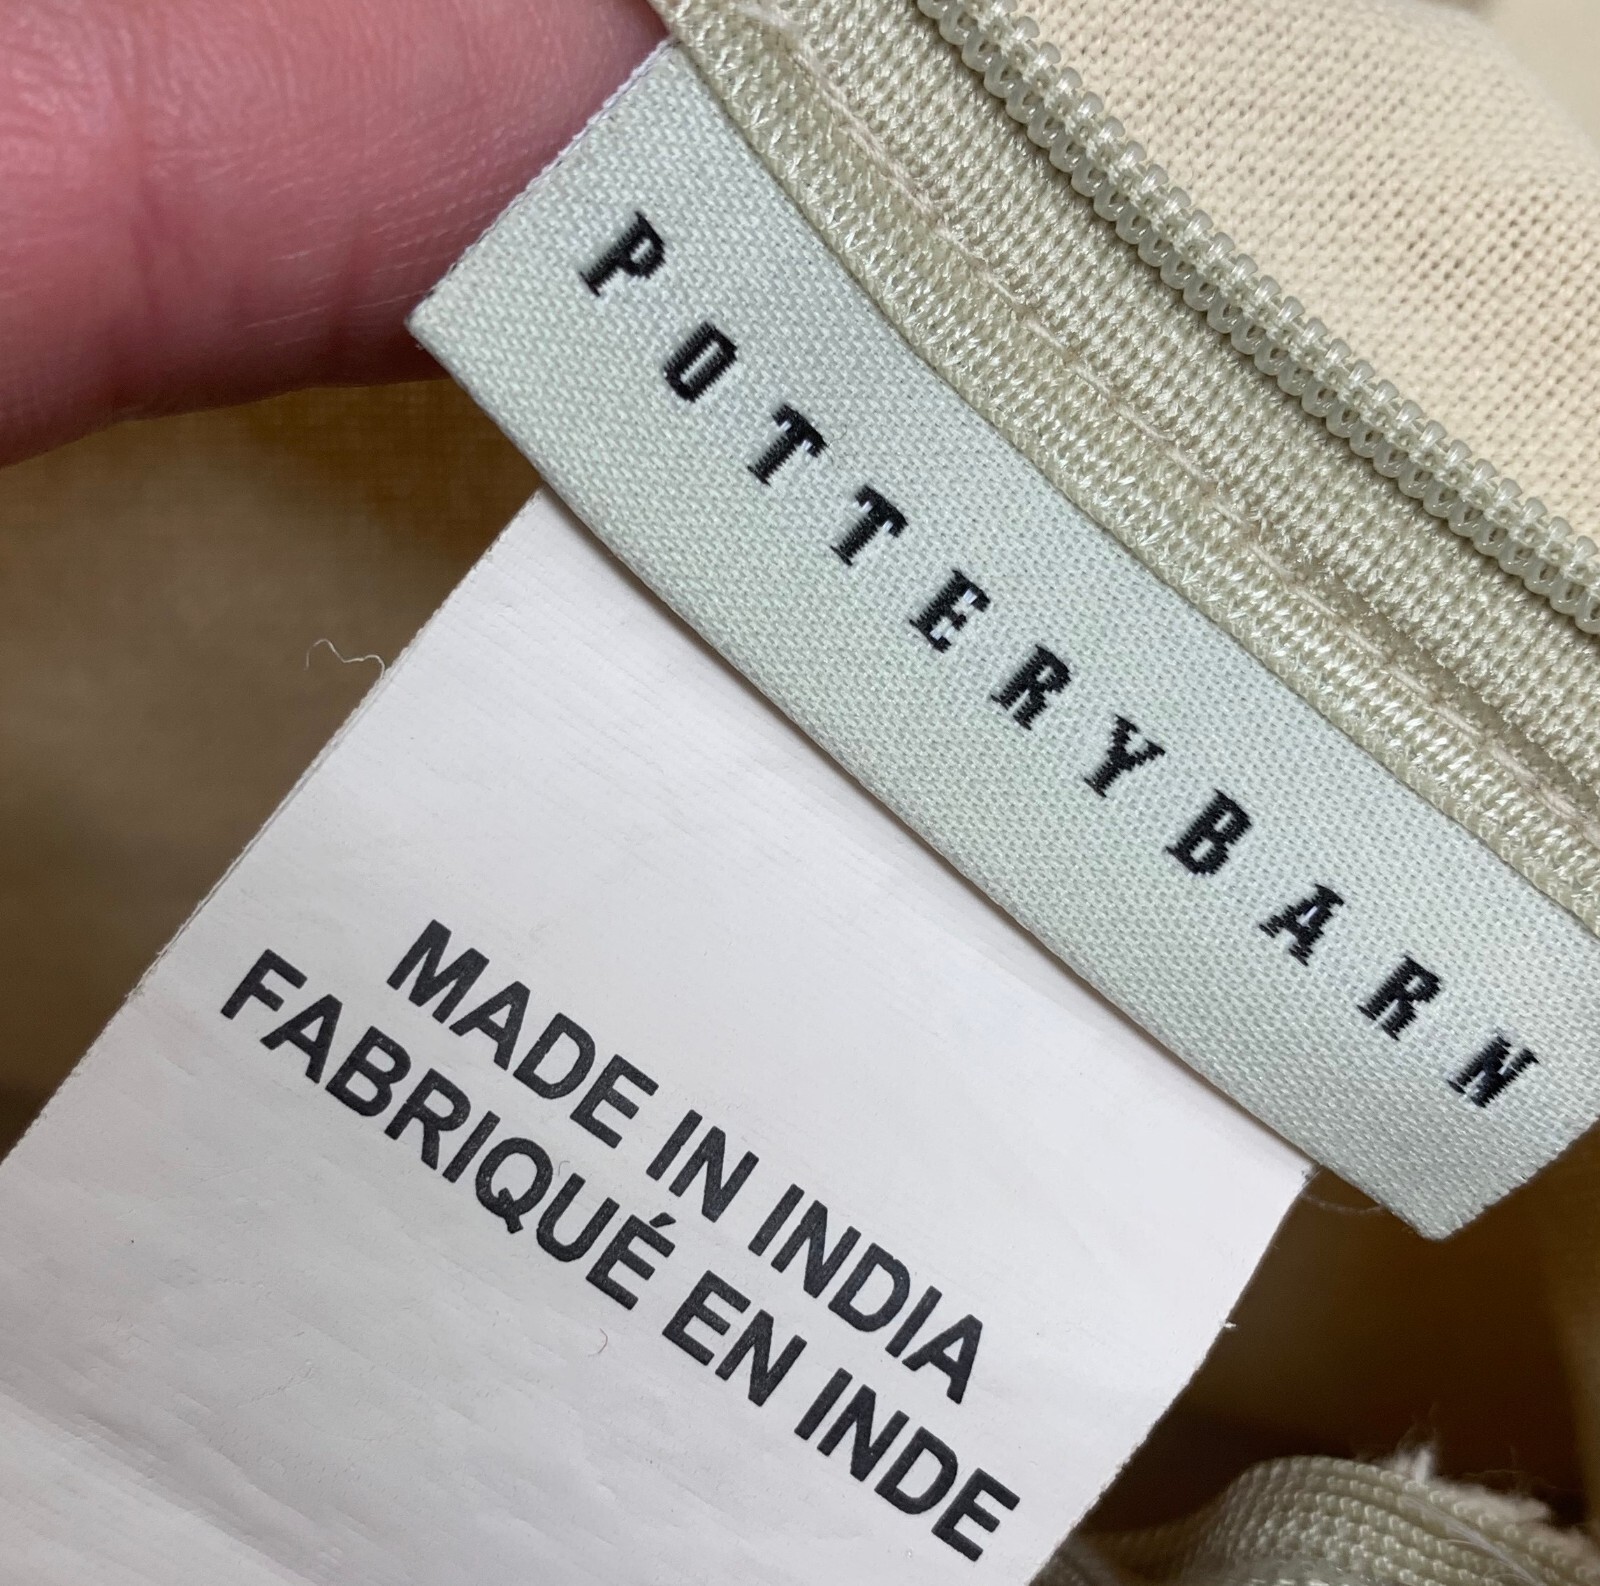 POTTERYBARN
MADE IN INDIA
FABRIQUÉ EN INDE